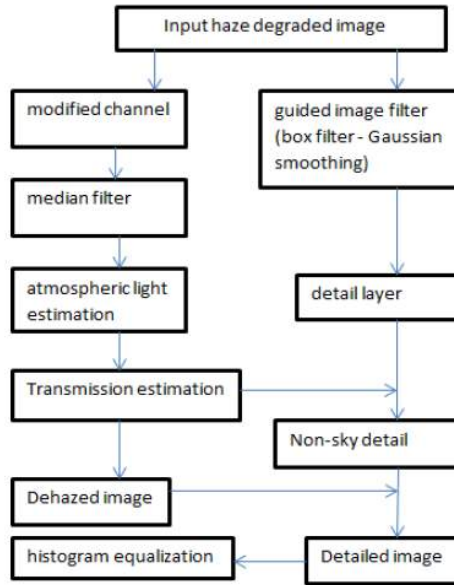 Input haze degraded image
modified channel
guided image filter
(box filter - Gaussian
smoothing)
median filter
atmospheric light
estimation
detail layer
Transmission estimation
Non-sky detail
Dehazed image
histogram equalization
Detailed image